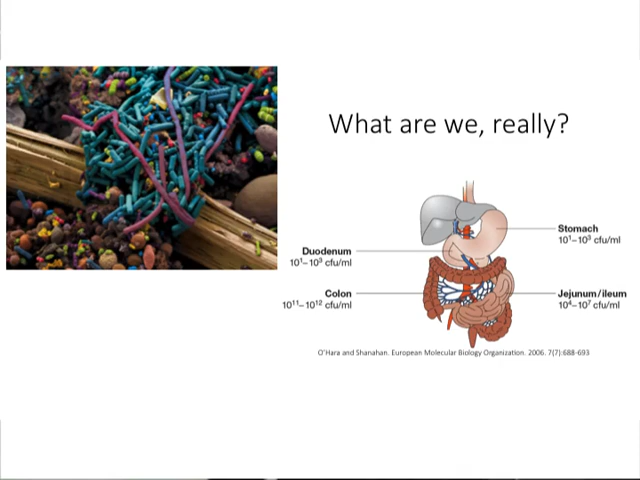 What are we, really?
Stomach
10¹–10³ cfu/ml
Duodenum
10¹–10³ cfu/ml
Colon
10¹¹–10¹² cfu/ml
Jejunum/ileum
10⁴–10⁷ cfu/ml
O'Hara and Shanahan. European Molecular Biology Organization. 2006. 7(7):688-693